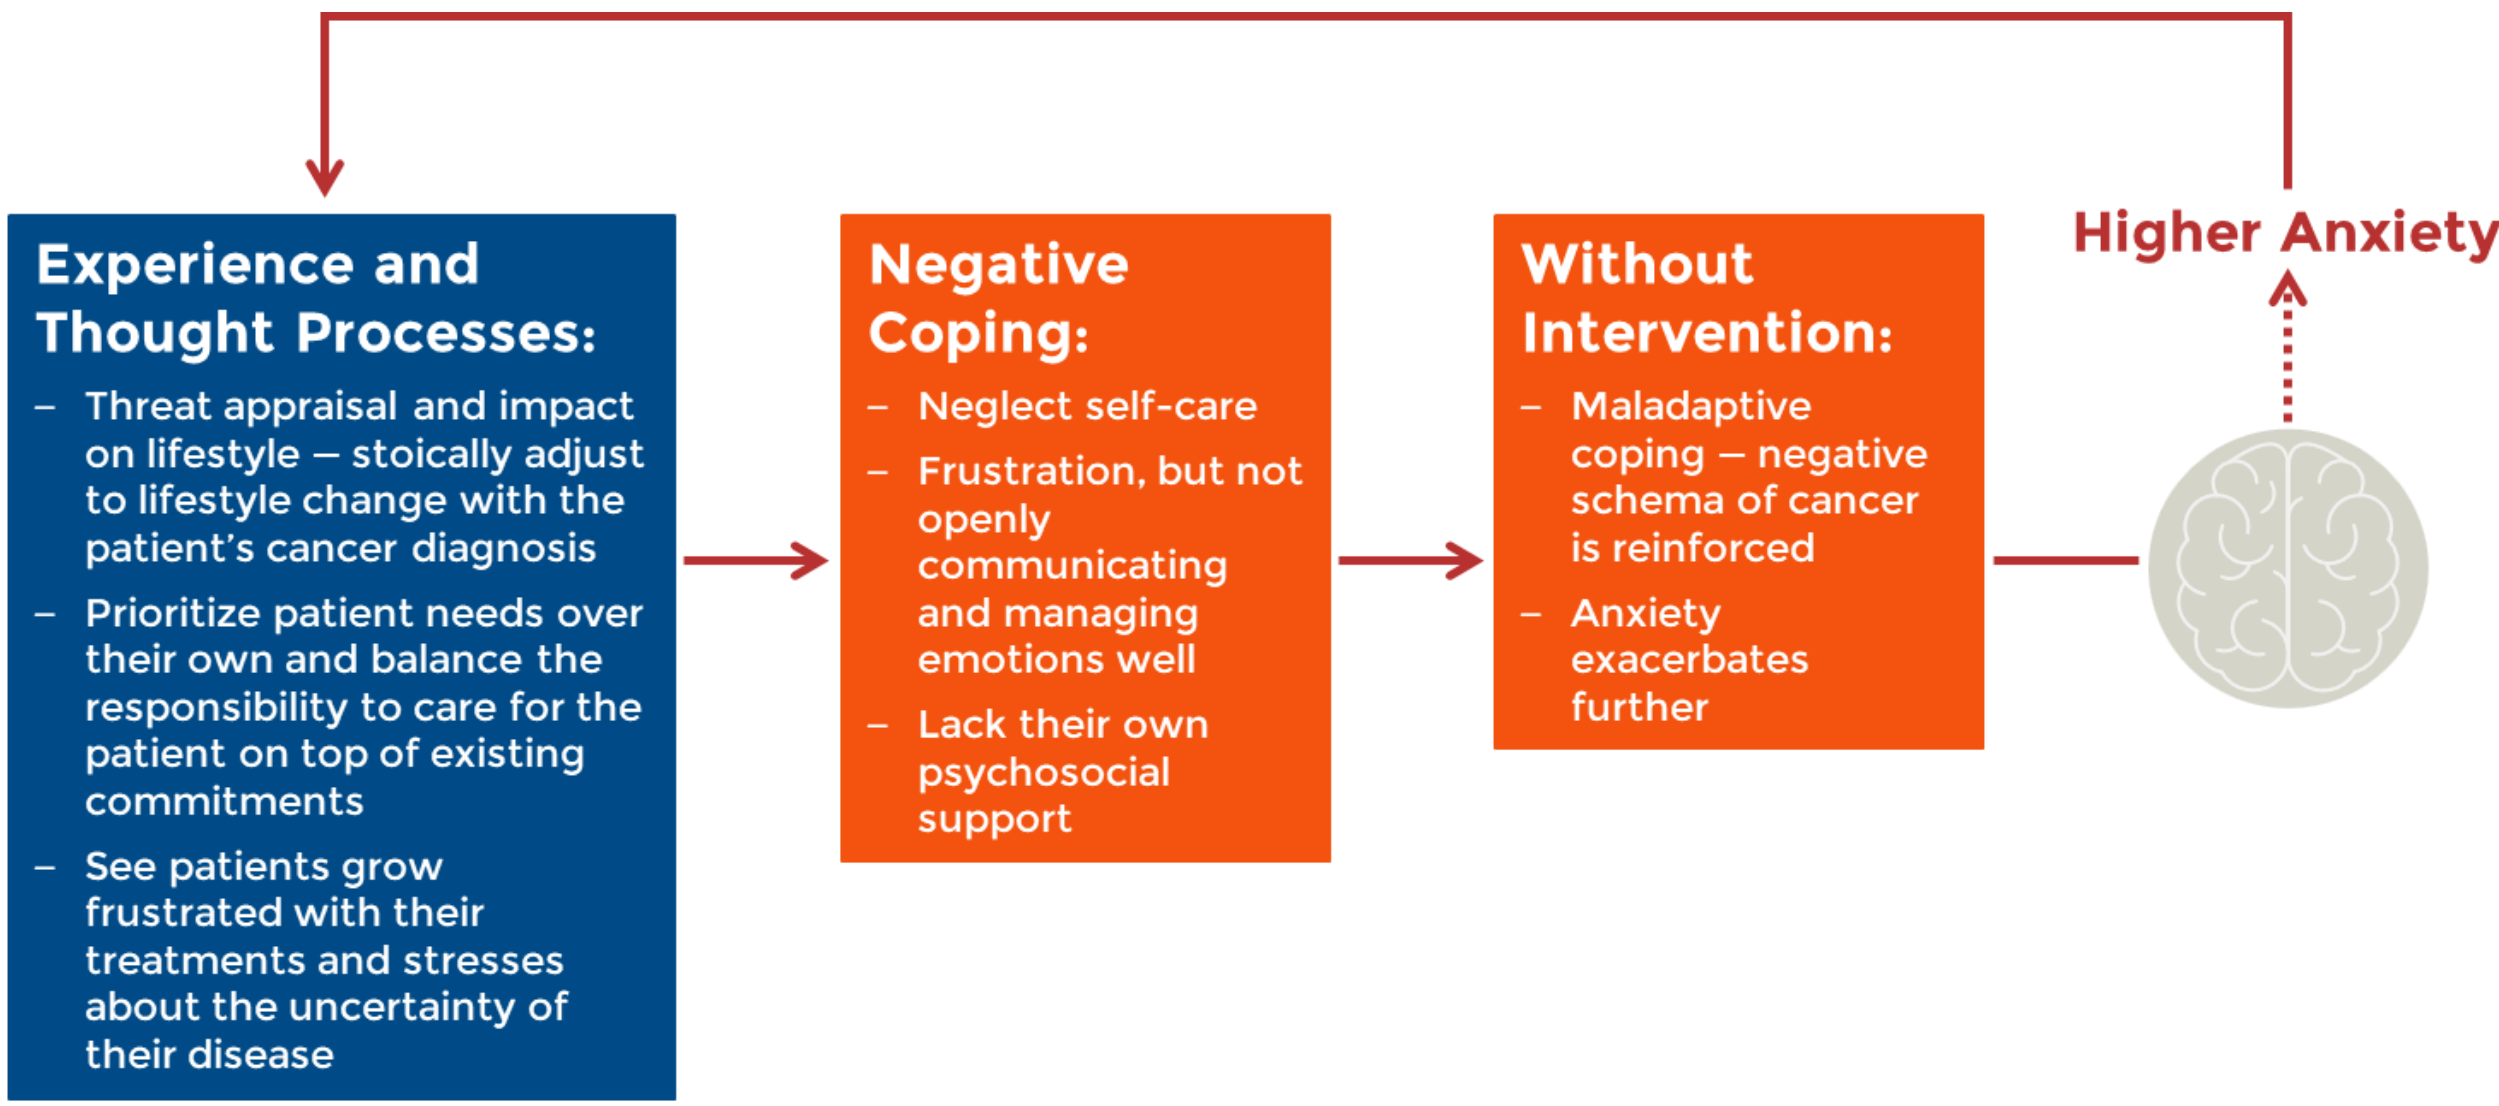 Experience and
Thought Processes:
– Threat appraisal and impact
on lifestyle – stoically adjust
to lifestyle change with the
patient's cancer diagnosis
– Prioritize patient needs over
their own and balance the
responsibility to care for the
patient on top of existing
commitments
– See patients grow
frustrated with their
treatments and stresses
about the uncertainty of
their disease
Negative
Coping:
– Neglect self-care
– Frustration, but not
openly
communicating
and managing
emotions well
– Lack their own
psychosocial
support
Without
Intervention:
– Maladaptive
coping – negative
schema of cancer
is reinforced
– Anxiety
exacerbates
further
Higher Anxiety